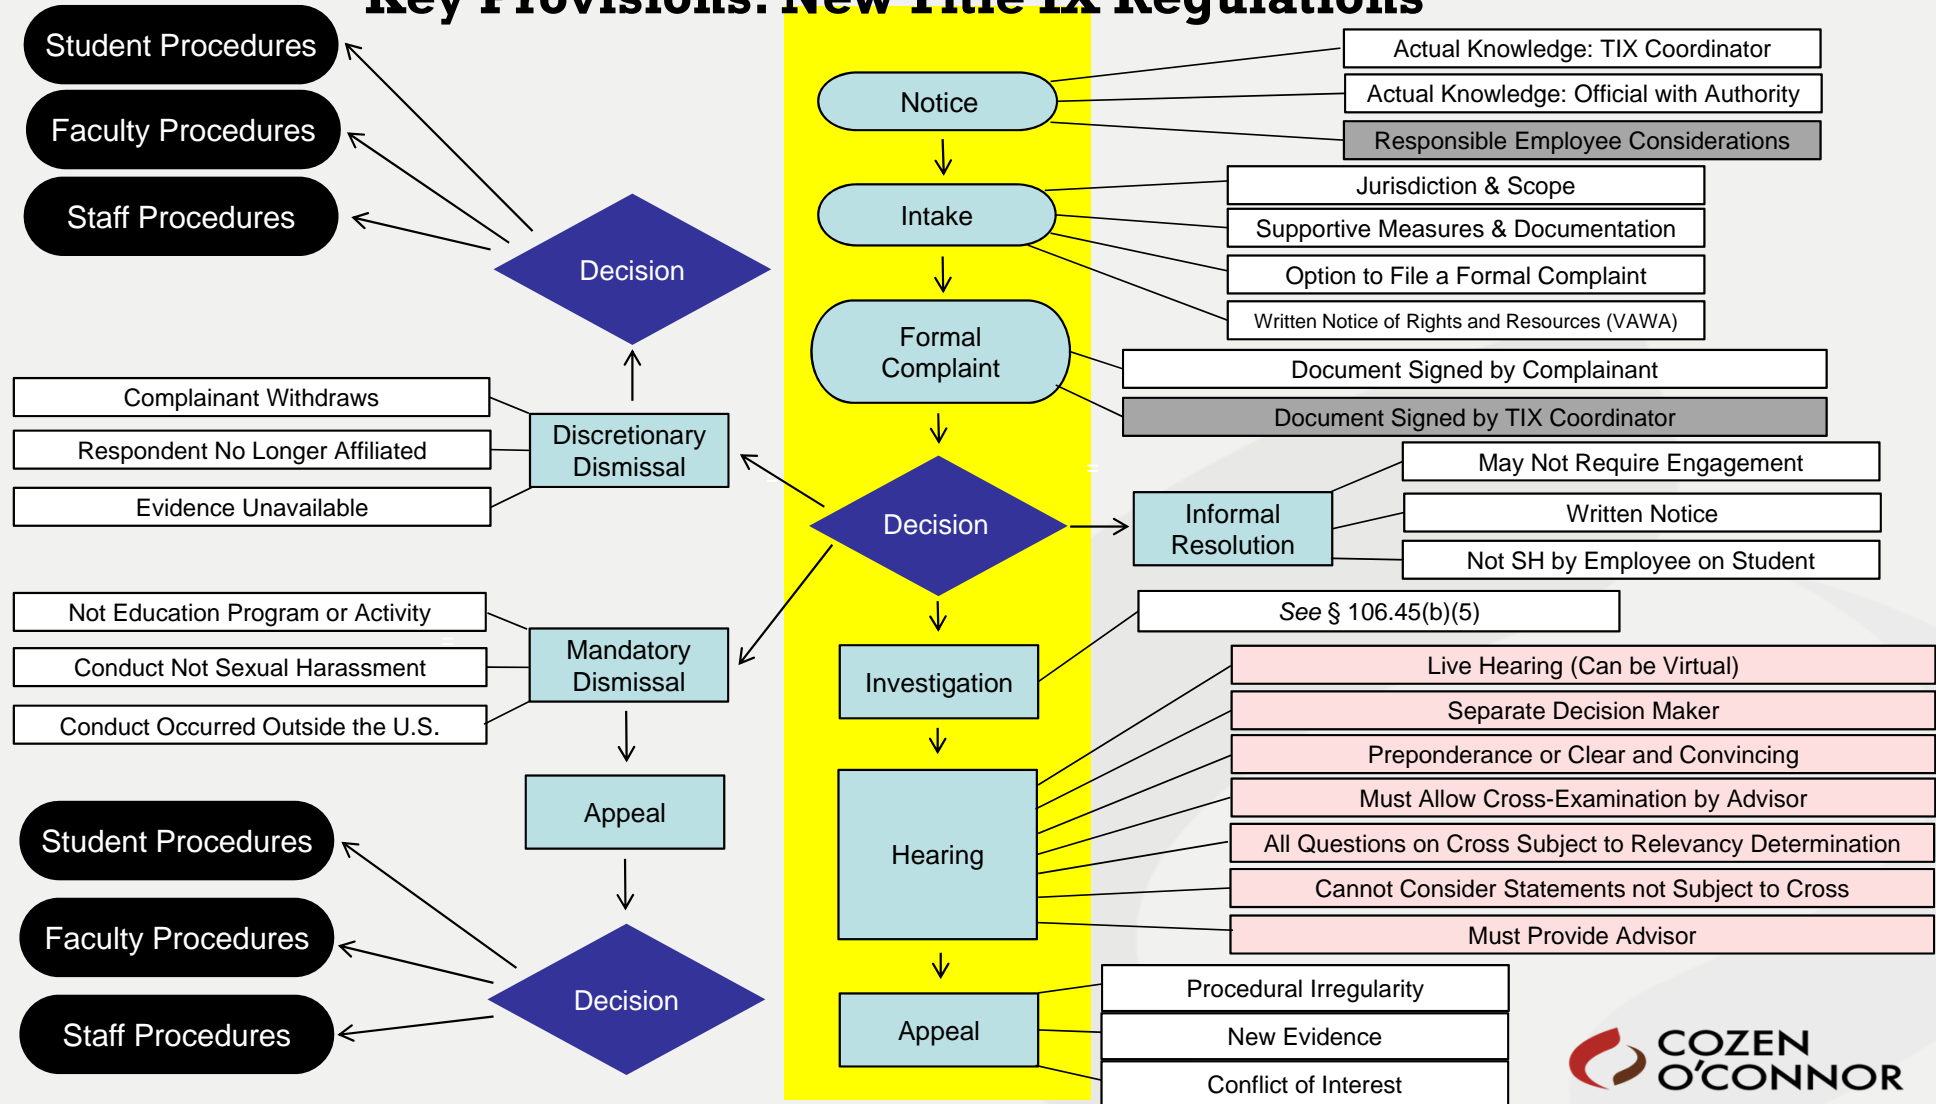 Key Provisions: New Title IX Regulations
Student Procedures
Faculty Procedures
Staff Procedures
Decision
Complainant Withdraws
Respondent No Longer Affiliated
Evidence Unavailable
Discretionary
Dismissal
Not Education Program or Activity
Conduct Not Sexual Harassment
Conduct Occurred Outside the U.S.
Mandatory
Dismissal
Appeal
Student Procedures
Faculty Procedures
Staff Procedures
Decision
Notice
Actual Knowledge: TIX Coordinator
Actual Knowledge: Official with Authority
Responsible Employee Considerations
Intake
Jurisdiction & Scope
Supportive Measures & Documentation
Option to File a Formal Complaint
Written Notice of Rights and Resources (VAWA)
Formal
Complaint
Document Signed by Complainant
Document Signed by TIX Coordinator
Decision
Informal
Resolution
May Not Require Engagement
Written Notice
Not SH by Employee on Student
Investigation
See § 106.45(b)(5)
Hearing
Live Hearing (Can be Virtual)
Separate Decision Maker
Preponderance or Clear and Convincing
Must Allow Cross-Examination by Advisor
All Questions on Cross Subject to Relevancy Determination
Cannot Consider Statements not Subject to Cross
Must Provide Advisor
Appeal
Procedural Irregularity
New Evidence
Conflict of Interest
COZEN
O'CONNOR